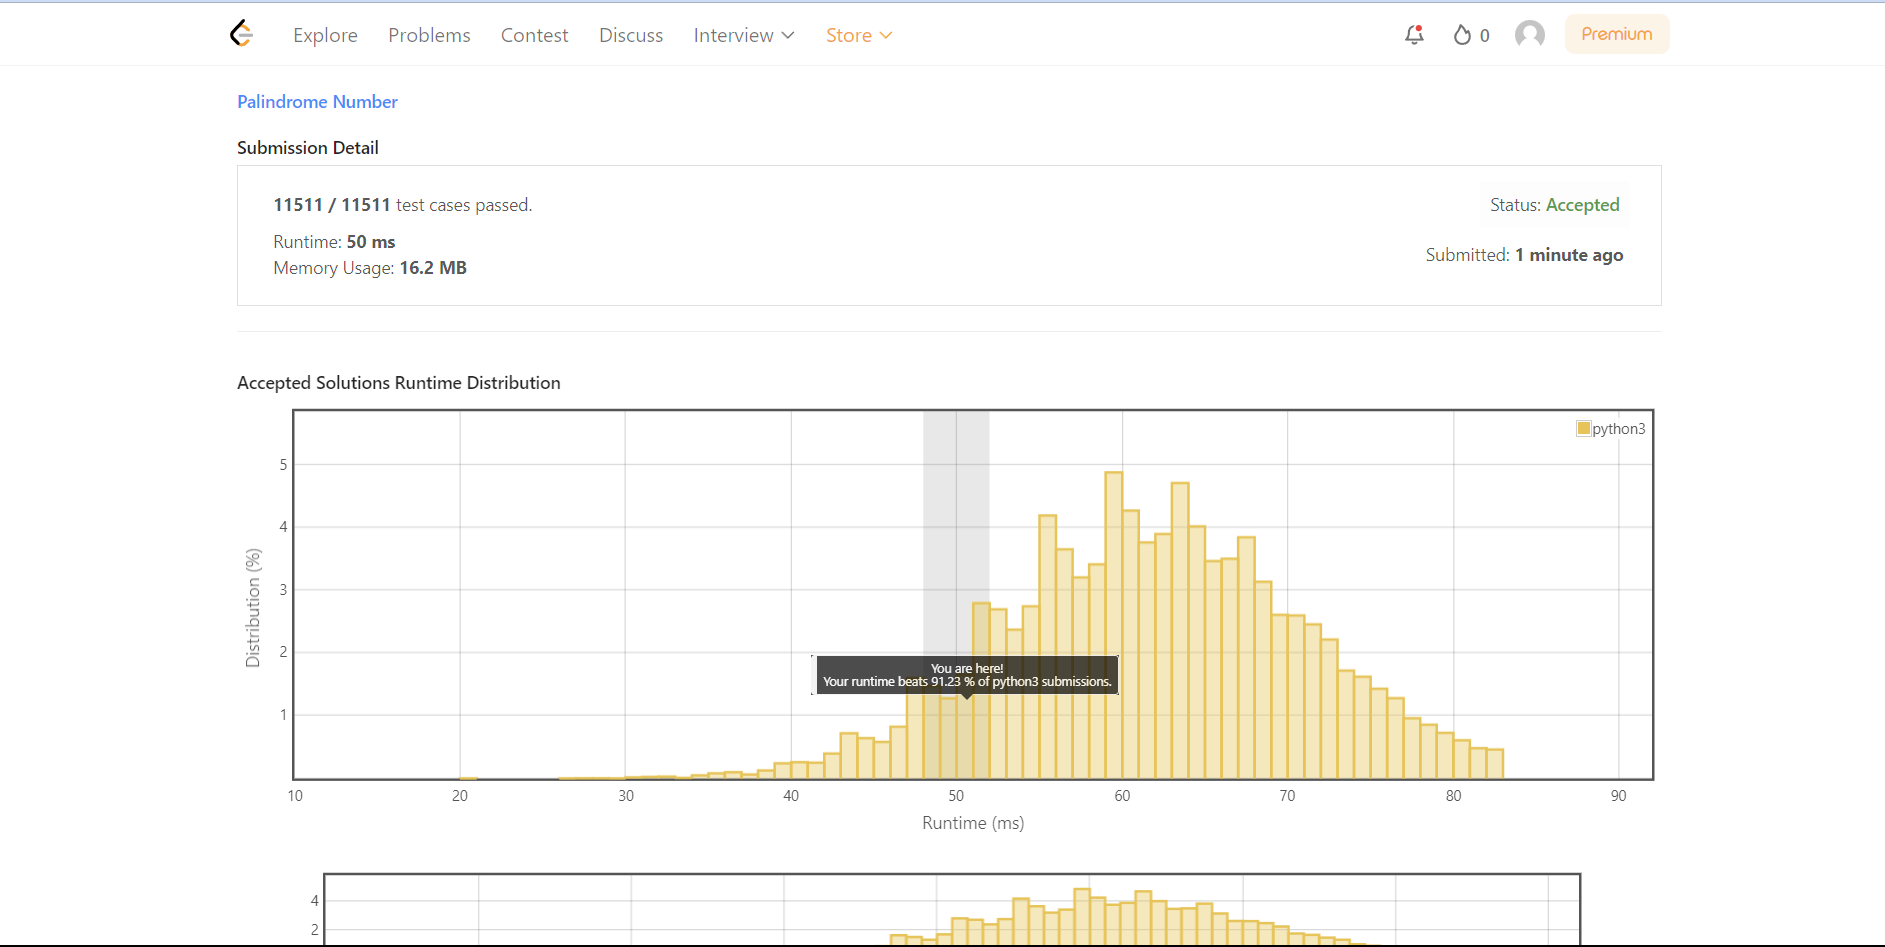 Explore Problems Contest Discuss Interview Store 0 Premium
Palindrome Number
Submission Detail
11511 / 11511 test cases passed.
Status: Accepted
Runtime: 50 ms
Submitted: 1 minute ago
Memory Usage: 16.2 MB
Accepted Solutions Runtime Distribution
python3
5
4
3
2
1
Distribution (%)
You are here!
Your runtime beats 91.23 % of python3 submissions.
10 20 30 40 50 60 70 80 90
Runtime (ms)
4
2